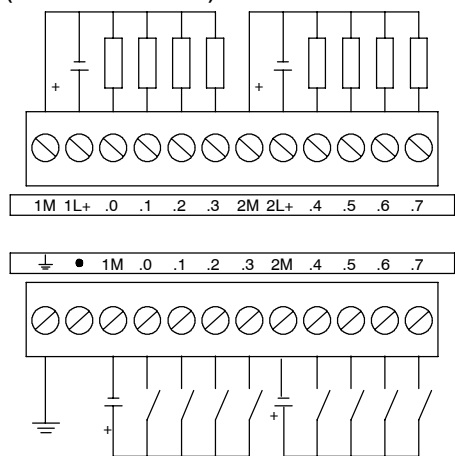 + +
1M 1L+ .0 .1 .2 .3 2M 2L+ .4 .5 .6 .7
1M .0 .1 .2 .3 2M .4 .5 .6 .7
+ +